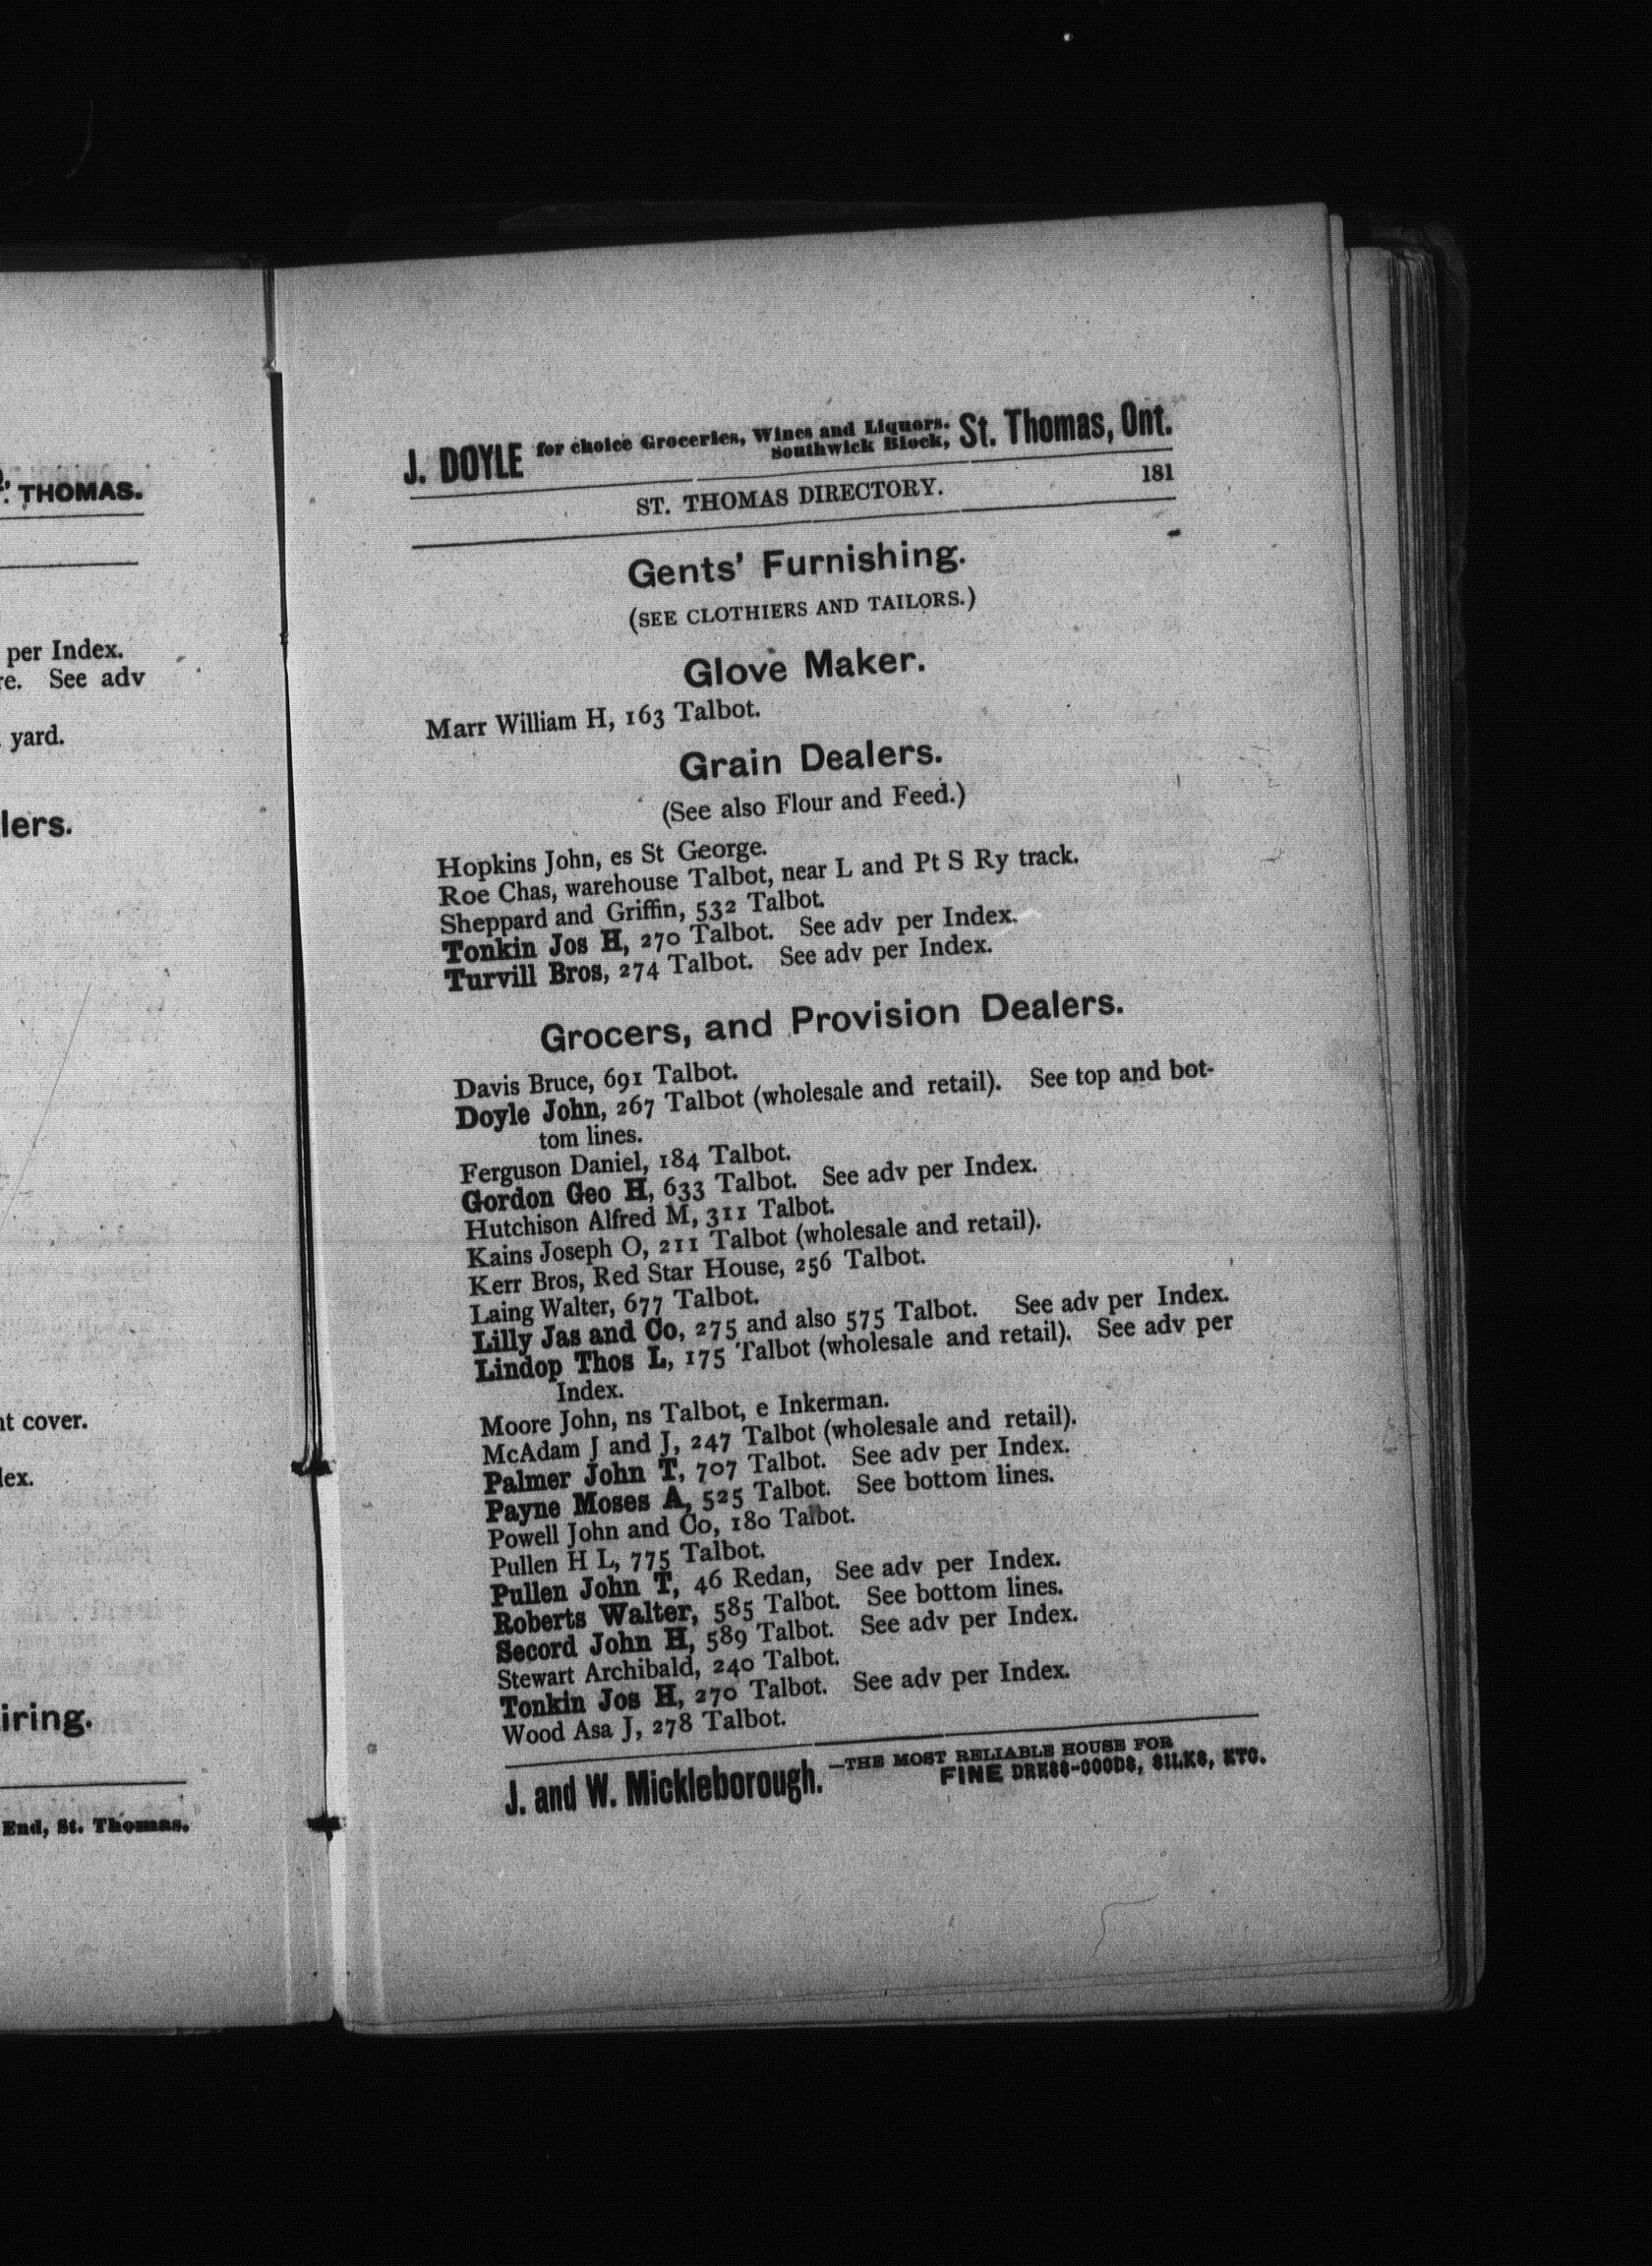 THOMAS.
per Index.
See adv
yard.
lers.
cover.
iring.
End, St. Thomas.
J. DOYLE for choice Groceries, Wines and Liquors. Southwick Block, St. Thomas, Ont.
ST. THOMAS DIRECTORY. 181
Gents' Furnishing.
(SEE CLOTHIERS AND TAILORS.)
Glove Maker.
Marr William H, 163 Talbot.
Grain Dealers.
(See also Flour and Feed.)
Hopkins John, es St George.
Roe Chas, warehouse Talbot, near L and Pt S Ry track.
Sheppard and Griffin, 532 Talbot.
Tonkin Jos H, 270 Talbot. See adv per Index.
Turvill Bros, 274 Talbot. See adv per Index.
Grocers, and Provision Dealers.
Davis Bruce, 691 Talbot.
Doyle John, 267 Talbot (wholesale and retail). See top and bot-
tom lines.
Ferguson Daniel, 184 Talbot.
Gordon Geo H, 633 Talbot. See adv per Index.
Hutchison Alfred M, 311 Talbot.
Kains Joseph O, 211 Talbot (wholesale and retail).
Kerr Bros, Red Star House, 256 Talbot.
Laing Walter, 677 Talbot.
Lilly Jas and Co, 275 and also 575 Talbot. See adv per Index.
Lindop Thos L, 175 Talbot (wholesale and retail). See adv per
Index.
Moore John, ns Talbot, e Inkerman.
McAdam J and J, 247 Talbot (wholesale and retail).
Palmer John T, 707 Talbot. See adv per Index.
Payne Moses A, 525 Talbot. See bottom lines.
Powell John and Co, 180 Talbot.
Pullen H L, 775 Talbot.
Pullen John T, 46 Redan, See adv per Index.
Roberts Walter, 585 Talbot. See bottom lines.
Secord John H, 589 Talbot. See adv per Index.
Stewart Archibald, 240 Talbot.
Tonkin Jos H, 270 Talbot. See adv per Index.
Wood Asa J, 278 Talbot.
J. and W. Mickleborough. —THE MOST RELIABLE HOUSE FOR
FINE DRESS-GOODS, SILKS, ETC.